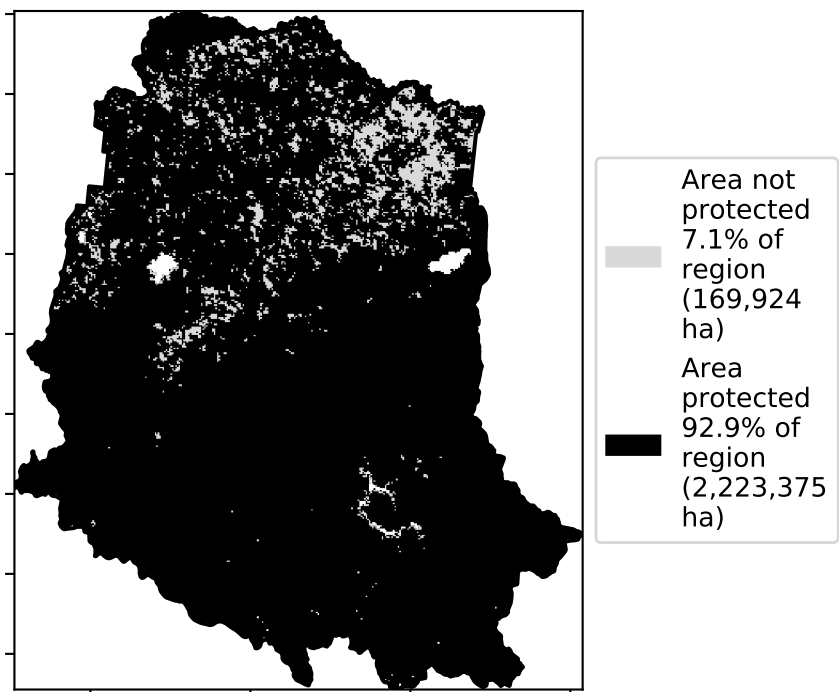 Area not
protected
7.1% of
region
(169,924
ha)
Area
protected
92.9% of
region
(2,223,375
ha)